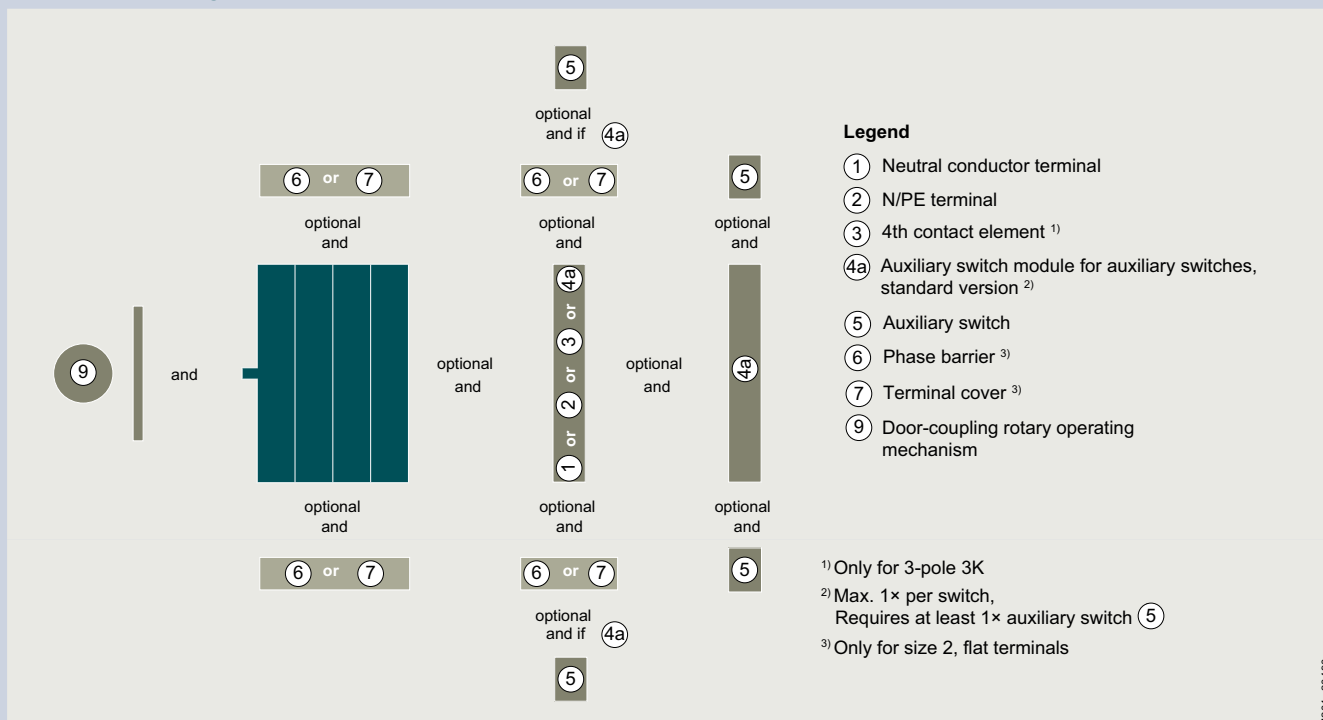 5
optional
and if 4a
6 or 7
6 or 7
5
optional
and
optional
and
optional
and
9
and
optional
and
1 or 2 or 3 or 4a
optional
and
4a
optional
and
optional
and
optional
and
6 or 7
6 or 7
5
optional
and if 4a
5
Legend
1 Neutral conductor terminal
2 N/PE terminal
3 4th contact element 1)
4a Auxiliary switch module for auxiliary switches,
standard version 2)
5 Auxiliary switch
6 Phase barrier 3)
7 Terminal cover 3)
9 Door-coupling rotary operating
mechanism
1) Only for 3-pole 3K
2) Max. 1× per switch,
Requires at least 1× auxiliary switch 5
3) Only for size 2, flat terminals